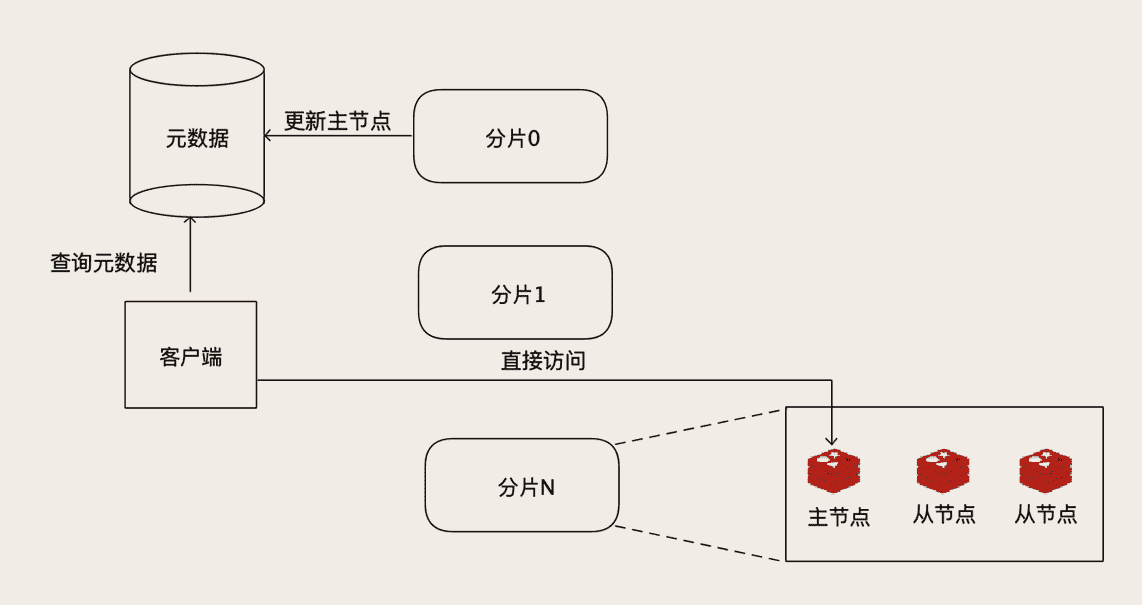 更新主节点
元数据
分片0
查询元数据
分片1
客户端
直接访问
分片N
主节点
从节点
从节点